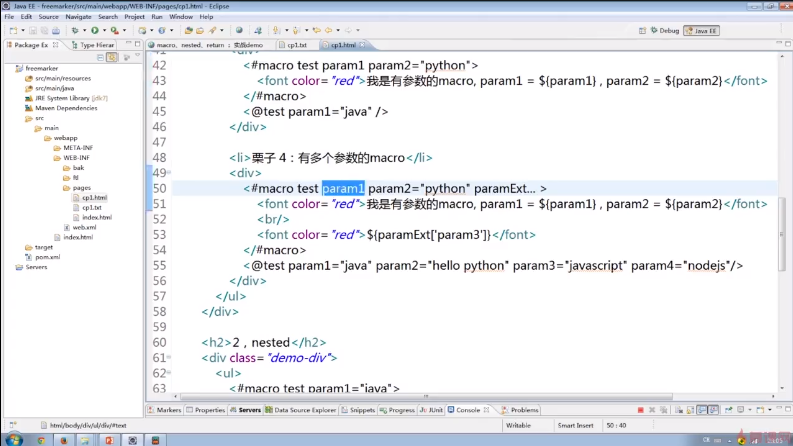 Java EE - freemarker/src/main/webapp/WEB-INF/pages/cp1.html - Eclipse
File Edit Source Navigate Search Project Run Window Help
Debug Java EE
Package Ex Type Hierar
macro, nested, return : 实战demo cp1.txt cp1.html
freemarker
src/main/resources
src/main/java
JRE System Library [jdk7]
Maven Dependencies
src
main
webapp
META-INF
WEB-INF
bak
ftl
pages
cp1.html
cp1.txt
index.html
web.xml
index.html
target
pom.xml
Servers
42 <#macro test param1 param2="python">
43 <font color="red">我是有参数的macro, param1 = ${param1} , param2 = ${param2}</font>
44 </#macro>
45 <@test param1="java" />
46 </div>
47
48 <li>栗子 4：有多个参数的macro</li>
49 <div>
50 <#macro test param1 param2="python" paramExt... >
51 <font color="red">我是有参数的macro, param1 = ${param1} , param2 = ${param2}</font>
52 <br/>
53 <font color="red">${paramExt['param3']}</font>
54 </#macro>
55 <@test param1="java" param2="hello python" param3="javascript" param4="nodejs"/>
56 </div>
57 </ul>
58 </div>
59
60 <h2>2，nested</h2>
61 <div class="demo-div">
62 <ul>
63 <#macro test param1="java">
Markers Properties Servers Data Source Explorer Snippets Progress JUnit Console Problems
html/body/div/ul/div/#text Writable Smart Insert 50 : 40